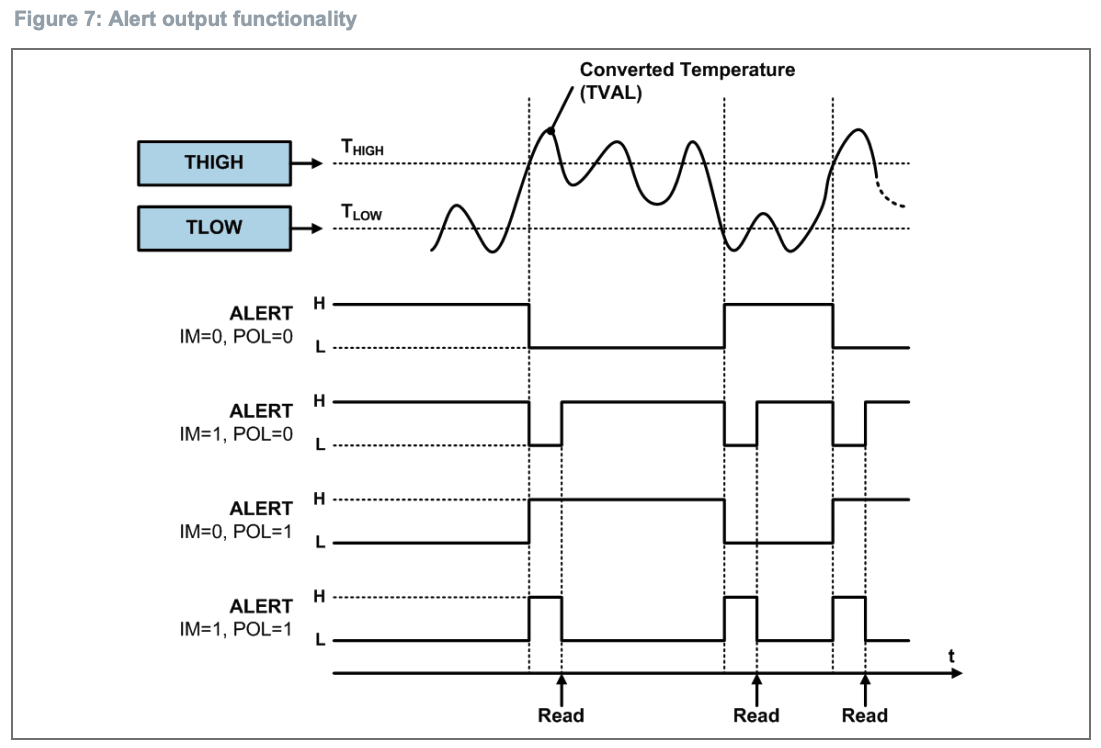 Figure 7: Alert output functionality
Converted Temperature
(TVAL)
THIGH
THIGH
TLOW
TLOW
ALERT
IM=0, POL=0
H
L
ALERT
IM=1, POL=0
H
L
ALERT
IM=0, POL=1
H
L
ALERT
IM=1, POL=1
H
L
t
Read
Read
Read